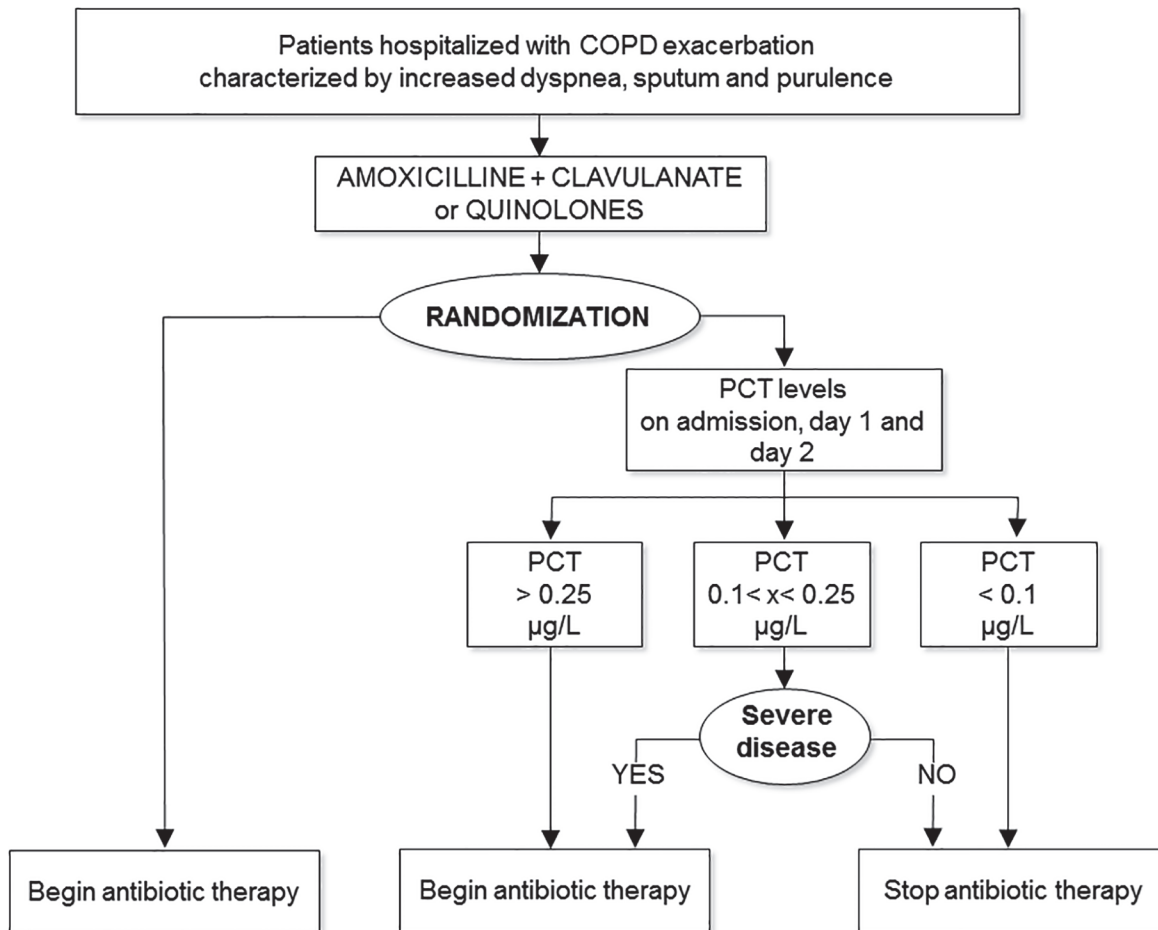 Patients hospitalized with COPD exacerbation
characterized by increased dyspnea, sputum and purulence
AMOXICILLINE + CLAVULANATE
or QUINOLONES
RANDOMIZATION
PCT levels
on admission, day 1 and
day 2
PCT
> 0.25
µg/L
PCT
0.1< x< 0.25
µg/L
PCT
< 0.1
µg/L
Severe
disease
YES
NO
Begin antibiotic therapy
Begin antibiotic therapy
Stop antibiotic therapy